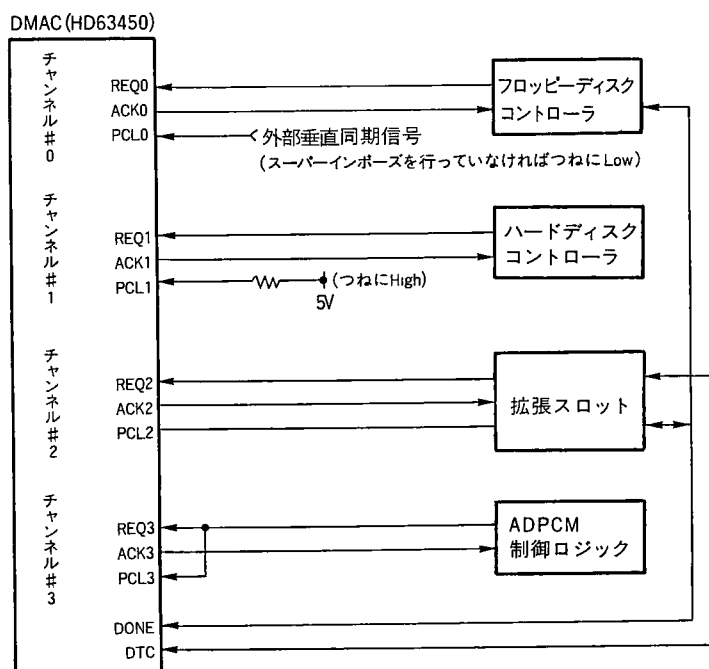 DMAC(HD63450)
チャンネル#0
REQ0
ACK0
PCL0
フロッピーディスク
コントローラ
外部垂直同期信号
(スーパーインポーズを行っていなければつねにLow)
チャンネル#1
REQ1
ACK1
PCL1
ハードディスク
コントローラ
(つねにHigh)
5V
チャンネル#2
REQ2
ACK2
PCL2
拡張スロット
チャンネル#3
REQ3
ACK3
PCL3
ADPCM
制御ロジック
DONE
DTC